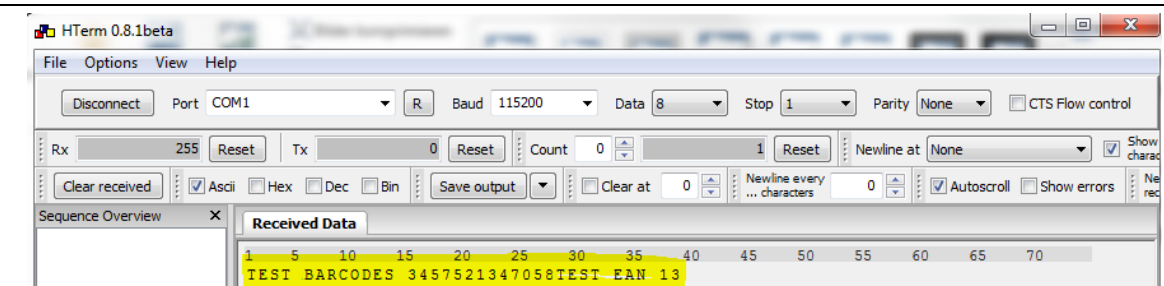 HTerm 0.8.1beta
File Options View Help
Disconnect Port COM1 R Baud 115200 Data 8 Stop 1 Parity None CTS Flow control
Rx 255 Reset Tx 0 Reset Count 0 1 Reset Newline at None Show
charac
Clear received Ascii Hex Dec Bin Save output Clear at 0 Newline every
... characters 0 Autoscroll Show errors Ne
rec
Sequence Overview X Received Data
1 5 10 15 20 25 30 35 40 45 50 55 60 65 70
TEST BARCODES 3457521347058TEST EAN 13